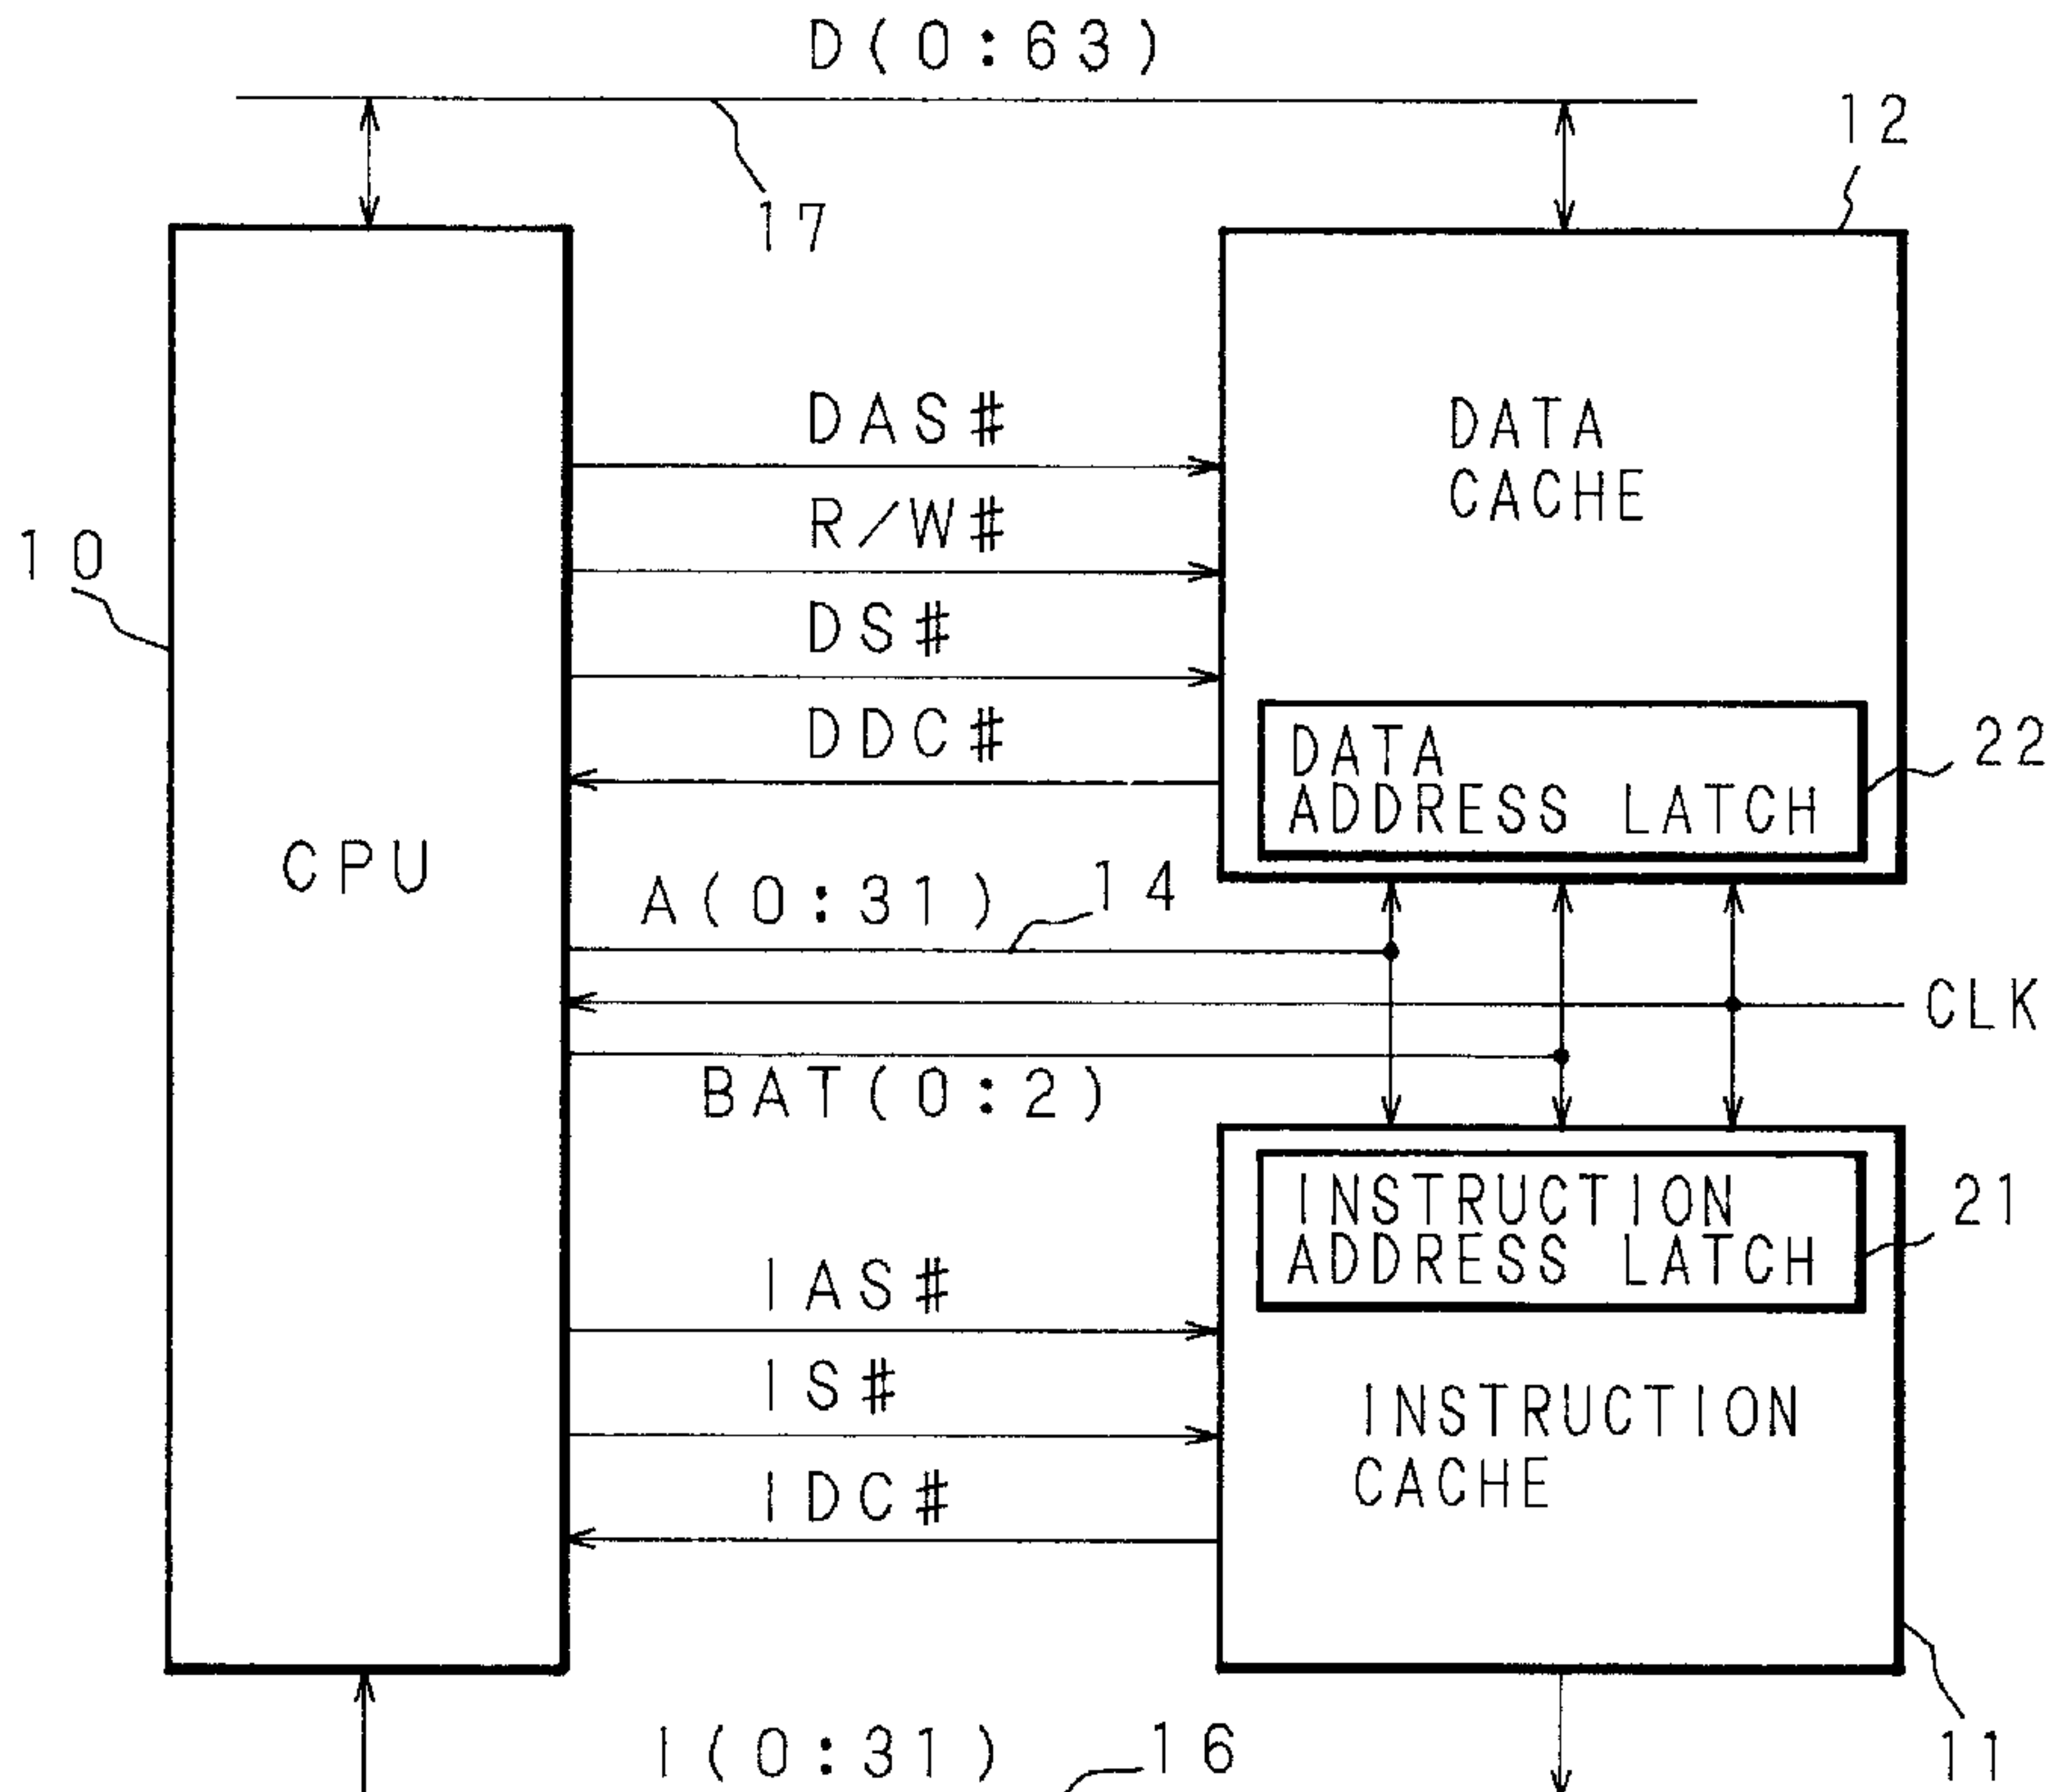 D(0:63)
12
17
DAS#
DATA
CACHE
R/W#
10
DS#
DDC#
DATA
ADDRESS LATCH
22
CPU
A(0:31)
14
CLK
BAT(0:2)
INSTRUCTION
ADDRESS LATCH
21
IAS#
IS#
INSTRUCTION
CACHE
IDC#
I(0:31)
16
11